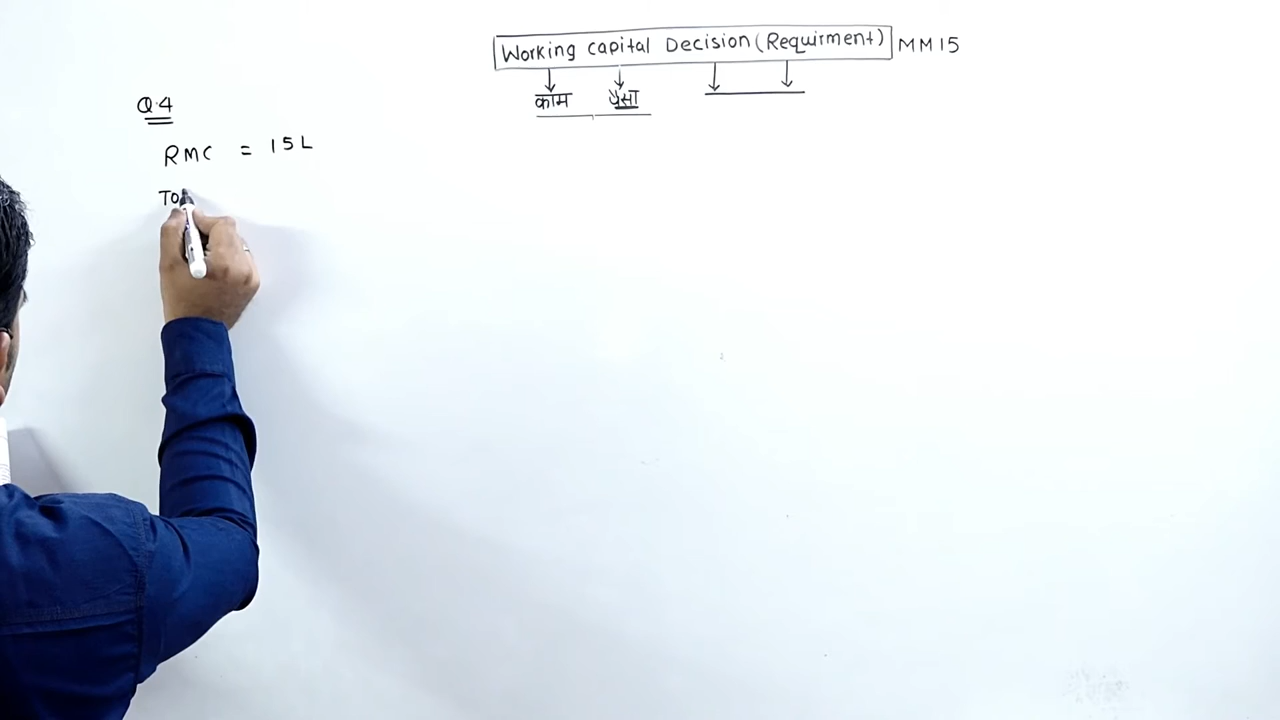 Working Capital Decision (Requirment) MM15
काम पैसा
Q.4
RMC = 15L
TO